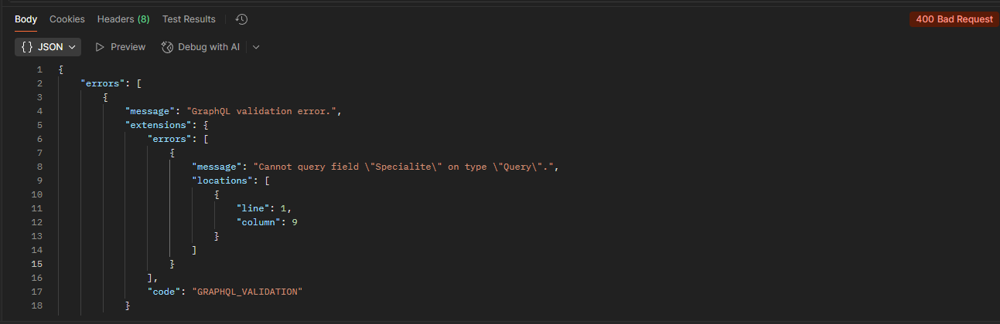 Body Cookies Headers (8) Test Results
400 Bad Request
{} JSON Preview Debug with AI
1 {
2 "errors": [
3 {
4 "message": "GraphQL validation error.",
5 "extensions": {
6 "errors": [
7 {
8 "message": "Cannot query field \"Specialite\" on type \"Query\".",
9 "locations": [
10 {
11 "line": 1,
12 "column": 9
13 }
14 ]
15 }
16 ],
17 "code": "GRAPHQL_VALIDATION"
18 }